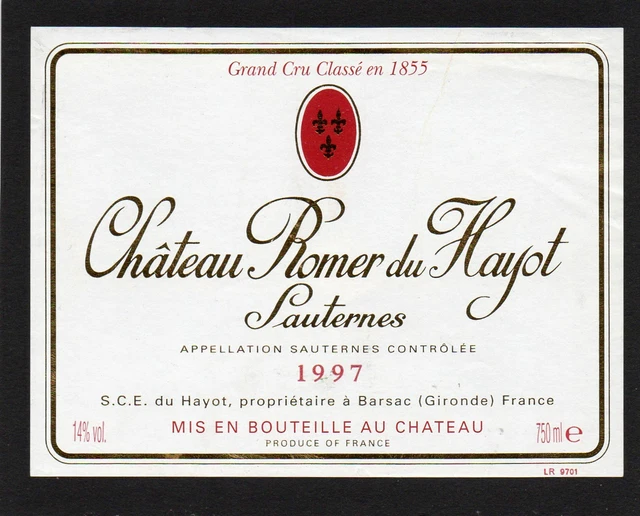 Grand Cru Classé en 1855
Château Romer du Hayot
Sauternes
APPELLATION SAUTERNES CONTRÔLÉE
1997
S.C.E. du Hayot, propriétaire à Barsac (Gironde) France
14% vol.
MIS EN BOUTEILLE AU CHATEAU
750 ml e
PRODUCE OF FRANCE
LR 9701